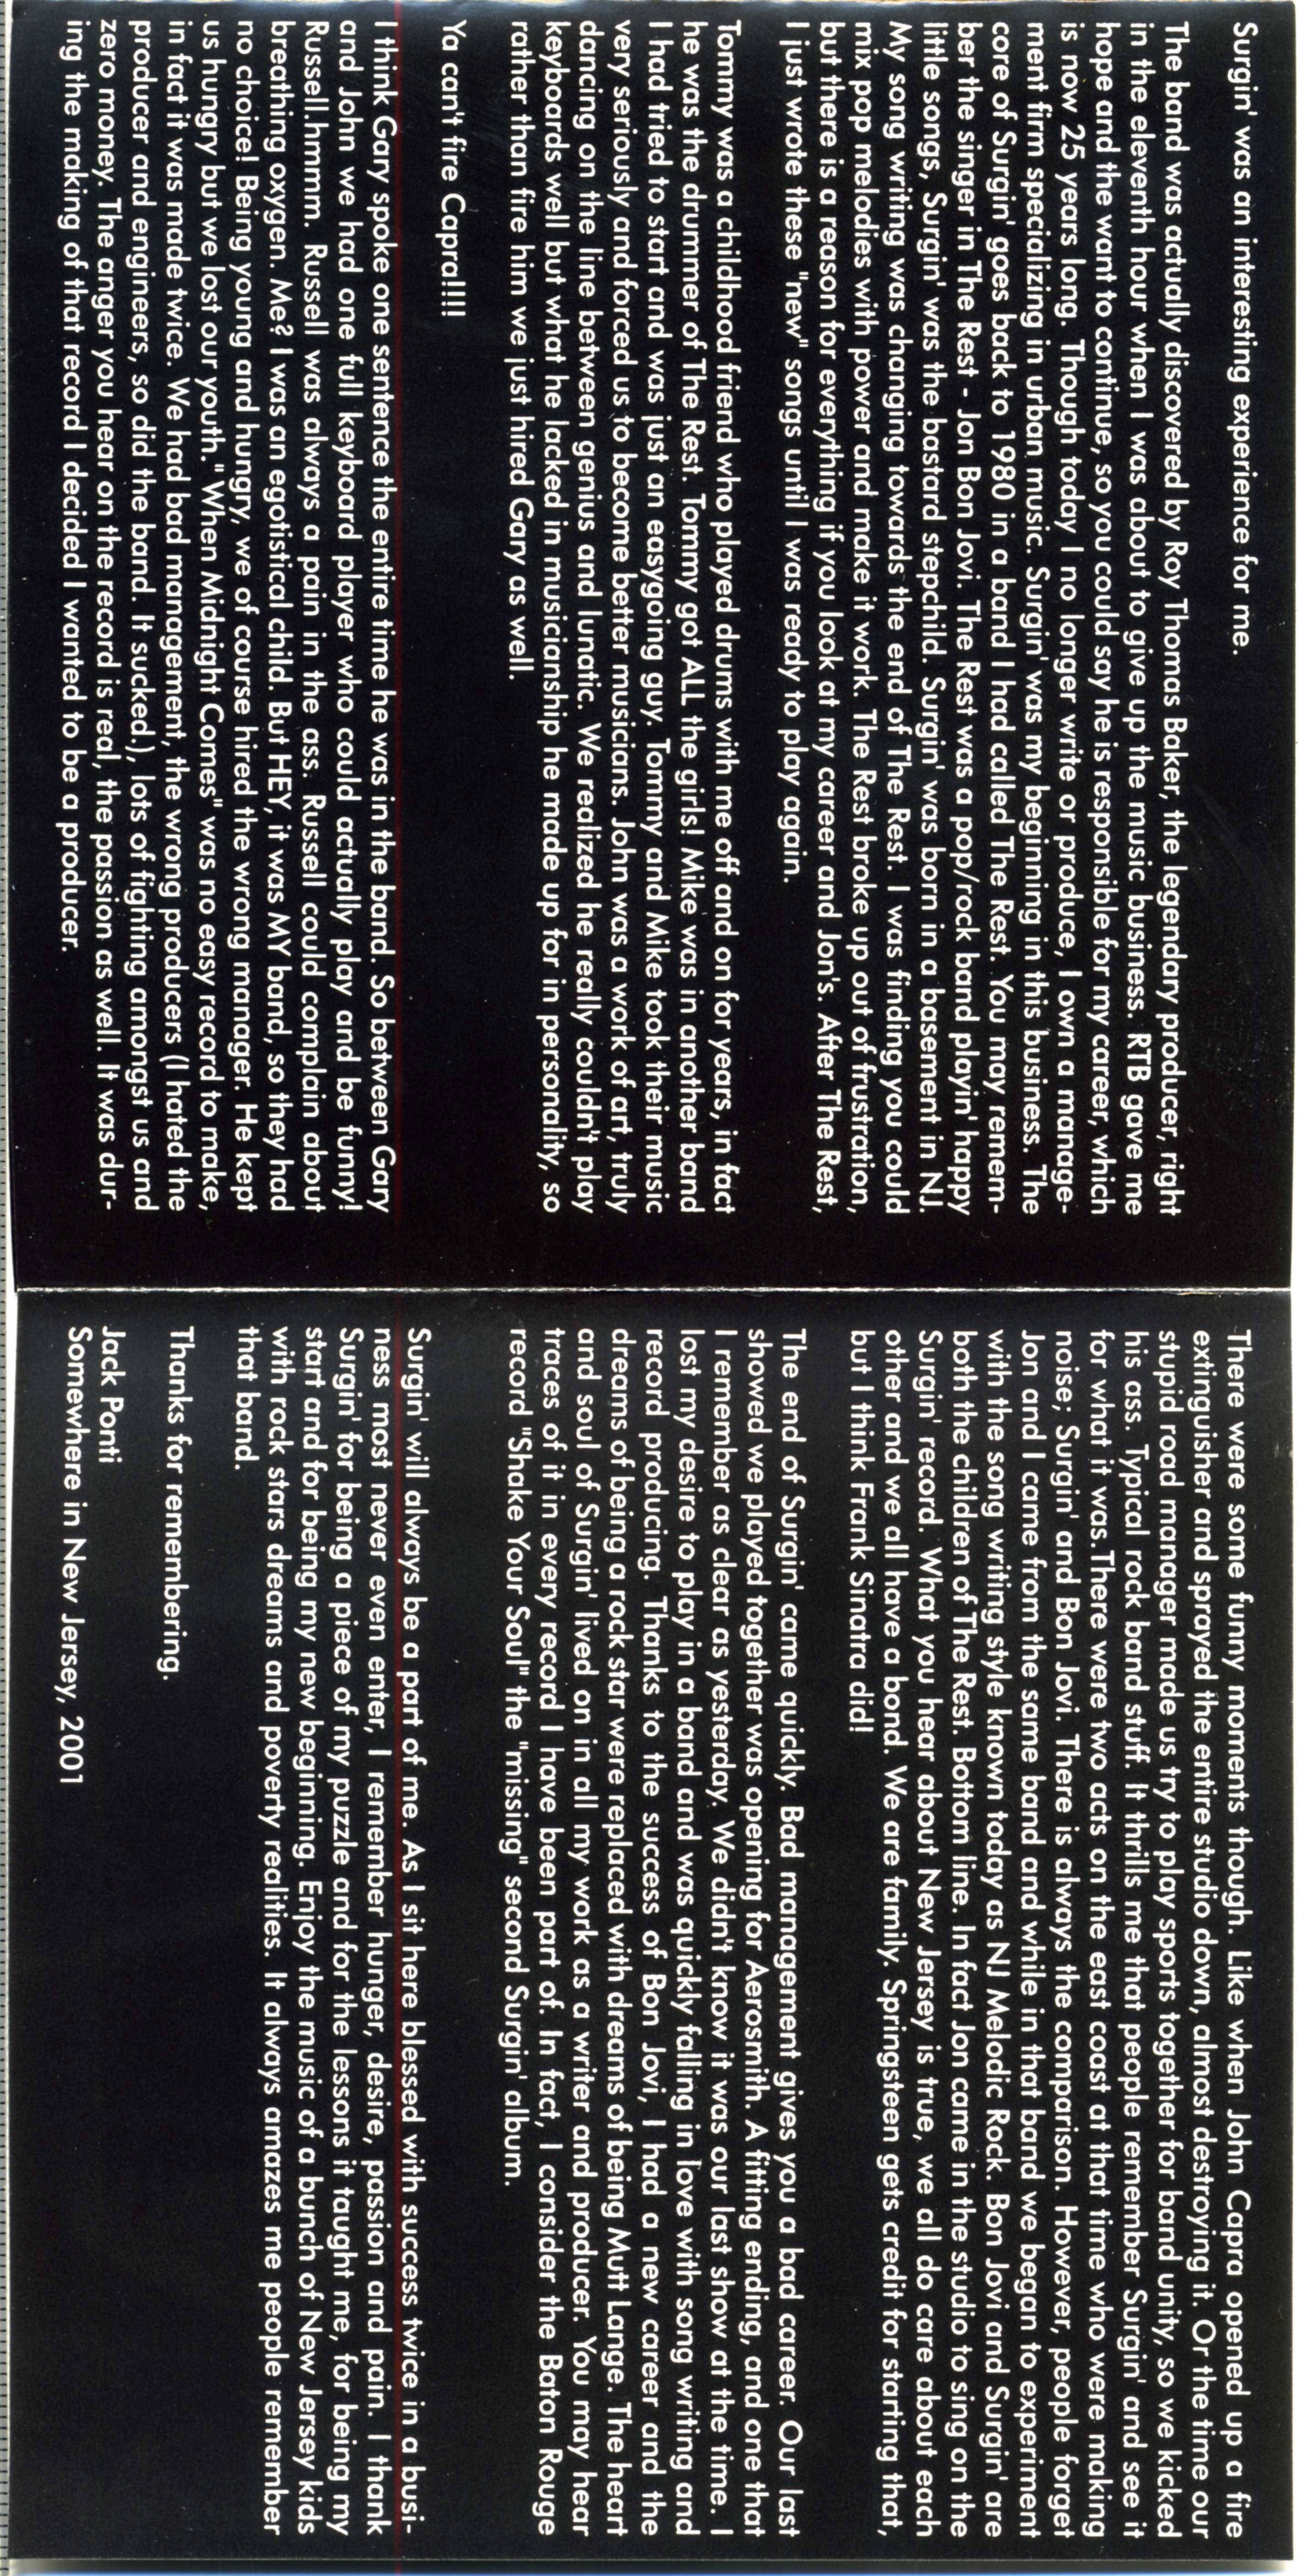 Surgin' was an interesting experience for me.
The band was actually discovered by Roy Thomas Baker, the legendary producer, right
in the eleventh hour when I was about to give up the music business. RTB gave me
hope and the want to continue, so you could say he is responsible for my career, which
is now 25 years long. Though today I no longer write or produce, I own a manage-
ment firm specializing in urban music. Surgin' was my beginning in this business. The
core of Surgin' goes back to 1980 in a band I had called The Rest. You may remem-
ber the singer in The Rest - Jon Bon Jovi. The Rest was a pop/rock band playin' happy
little songs, Surgin' was the bastard stepchild. Surgin' was born in a basement in NJ.
My song writing was changing towards the end of The Rest. I was finding you could
mix pop melodies with power and make it work. The Rest broke up out of frustration,
but there is a reason for everything if you look at my career and Jon's. After The Rest,
I just wrote these "new" songs until I was ready to play again.
Tommy was a childhood friend who played drums with me off and on for years, in fact
he was the drummer of The Rest. Tommy got ALL the girls! Mike was in another band
I had tried to start and was just an easygoing guy. Tommy and Mike took their music
very seriously and forced us to become better musicians. John was a work of art, truly
dancing on the line between genius and lunatic. We realized he really couldn't play
keyboards well but what he lacked in musicianship he made up for in personality, so
rather than fire him we just hired Gary as well.
Ya can't fire Capra!!!!
I think Gary spoke one sentence the entire time he was in the band. So between Gary
and John we had one full keyboard player who could actually play and be funny!
Russell.hmmm. Russell was always a pain in the ass. Russell could complain about
breathing oxygen. Me? I was an egotistical child. But HEY, it was MY band, so they had
no choice! Being young and hungry, we of course hired the wrong manager. He kept
us hungry but we lost our youth. "When Midnight Comes" was no easy record to make,
in fact it was made twice. We had bad management, the wrong producers (I hated the
producer and engineers, so did the band. It sucked.), lots of fighting amongst us and
zero money. The anger you hear on the record is real, the passion as well. It was dur-
ing the making of that record I decided I wanted to be a producer.
There were some funny moments though. Like when John Capra opened up a fire
extinguisher and sprayed the entire studio down, almost destroying it. Or the time our
stupid road manager made us try to play sports together for band unity, so we kicked
his ass. Typical rock band stuff. It thrills me that people remember Surgin' and see it
for what it was.There were two acts on the east coast at that time who were making
noise; Surgin' and Bon Jovi. There is always the comparison. However, people forget
Jon and I came from the same band and while in that band we began to experiment
with the song writing style known today as NJ Melodic Rock. Bon Jovi and Surgin' are
both the children of The Rest. Bottom line. In fact Jon came in the studio to sing on the
Surgin' record. What you hear about New Jersey is true, we all do care about each
other and we all have a bond. We are family. Springsteen gets credit for starting that,
but I think Frank Sinatra did!
The end of Surgin' came quickly. Bad management gives you a bad career. Our last
showed we played together was opening for Aerosmith. A fitting ending, and one that
I remember as clear as yesterday. We didn't know it was our last show at the time. I
lost my desire to play in a band and was quickly falling in love with song writing and
record producing. Thanks to the success of Bon Jovi, I had a new career and the
dreams of being a rock star were replaced with dreams of being Mutt Lange. The heart
and soul of Surgin' lived on in all my work as a writer and producer. You may hear
traces of it in every record I have been part of. In fact, I consider the Baton Rouge
record "Shake Your Soul" the "missing" second Surgin' album.
Surgin' will always be a part of me. As I sit here blessed with success twice in a busi-
ness most never even enter, I remember hunger, desire, passion and pain. I thank
Surgin' for being a piece of my puzzle and for the lessons it taught me, for being my
start and for being my new beginning. Enjoy the music of a bunch of New Jersey kids
with rock stars dreams and poverty realities. It always amazes me people remember
that band.
Thanks for remembering.
Jack Ponti
Somewhere in New Jersey, 2001